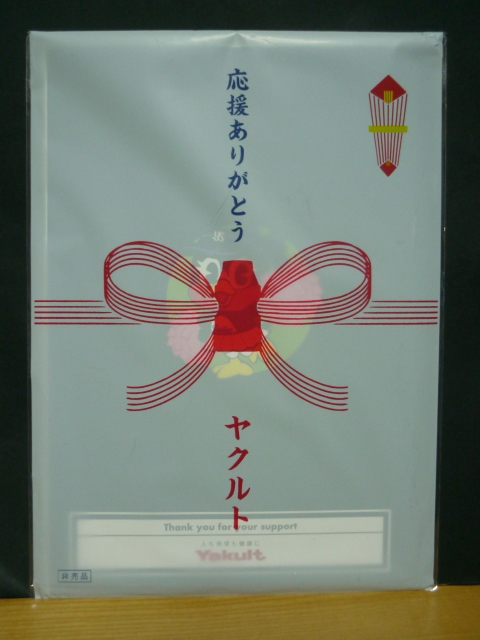 応援ありがとう
ヤクルト
Thank you for your support
人も地球も健康に
Yakult
非売品